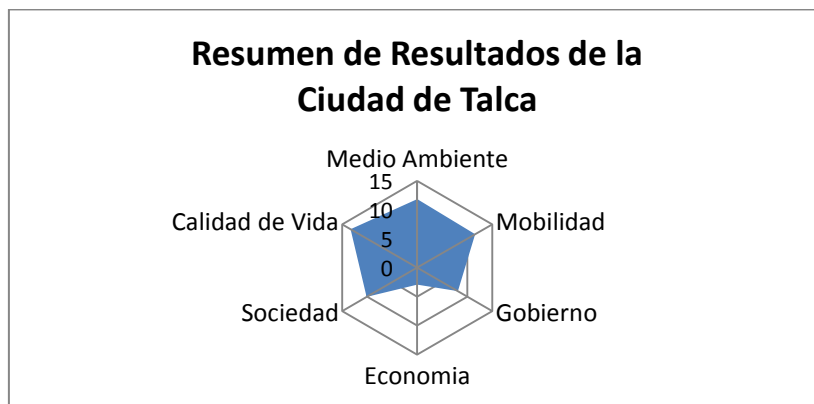 Resumen de Resultados de la
Ciudad de Talca
Medio Ambiente
15
10
5
0
Mobilidad
Gobierno
Economia
Sociedad
Calidad de Vida